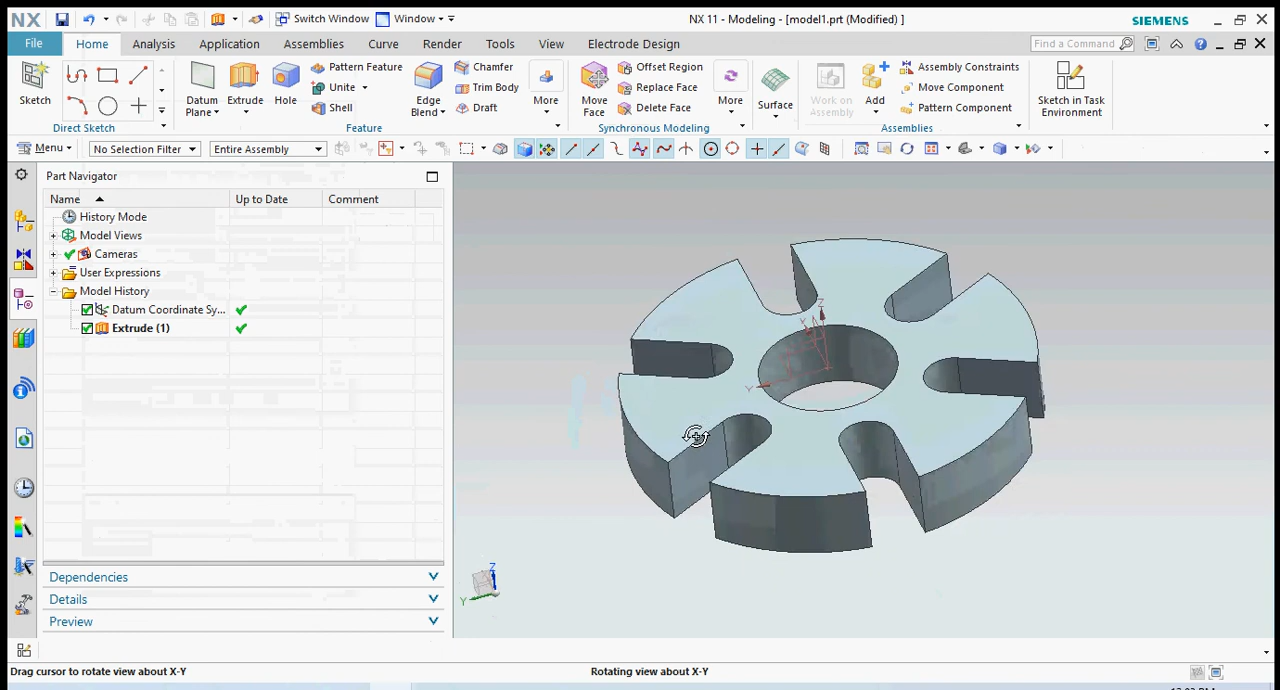 NX Switch Window Window NX 11 - Modeling - [model1.prt (Modified) ] SIEMENS
File Home Analysis Application Assemblies Curve Render Tools View Electrode Design Find a Command
Sketch
Direct Sketch
Datum Plane Extrude Hole
Pattern Feature
Unite
Shell
Edge Blend
Chamfer
Trim Body
Draft
More
Feature
Move Face
Offset Region
Replace Face
Delete Face
More
Synchronous Modeling
Surface
Work on Assembly
Add
Assembly Constraints
Move Component
Pattern Component
Assemblies
Sketch in Task Environment
Menu No Selection Filter Entire Assembly
Part Navigator
Name Up to Date Comment
History Mode
Model Views
Cameras
User Expressions
Model History
Datum Coordinate Sy...
Extrude (1)
Dependencies
Details
Preview
Z
Y
Z
Y
Drag cursor to rotate view about X-Y Rotating view about X-Y